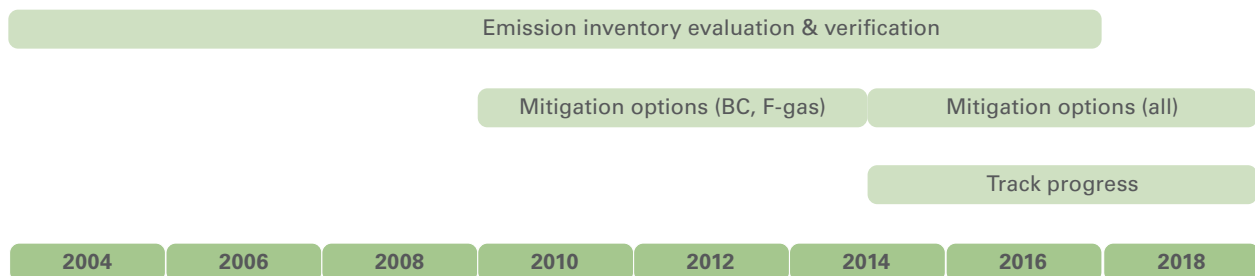 Emission inventory evaluation & verification
Mitigation options (BC, F-gas) Mitigation options (all)
Track progress
2004 2006 2008 2010 2012 2014 2016 2018